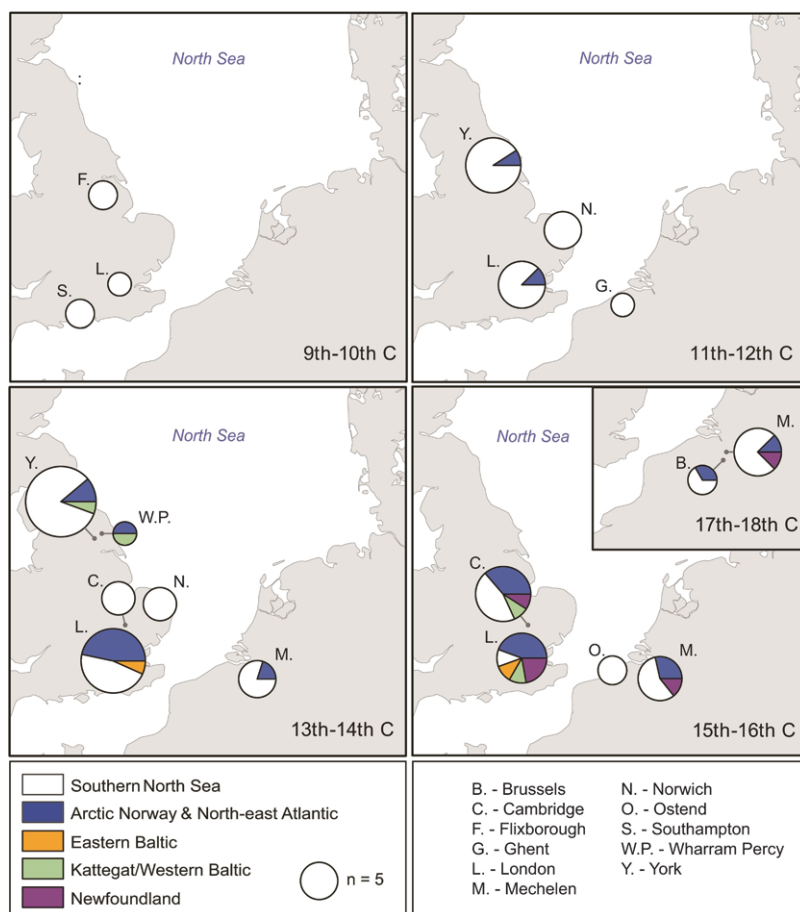 North Sea
:
F.
L.
S.
9th-10th C
North Sea
Y.
N.
L.
G.
11th-12th C
North Sea
Y.
W.P.
C.
N.
L.
M.
13th-14th C
North Sea
M.
B.
17th-18th C
C.
L.
O.
M.
15th-16th C
Southern North Sea
Arctic Norway & North-east Atlantic
Eastern Baltic
Kattegat/Western Baltic
Newfoundland
n = 5
B. - Brussels
C. - Cambridge
F. - Flixborough
G. - Ghent
L. - London
M. - Mechelen
N. - Norwich
O. - Ostend
S. - Southampton
W.P. - Wharram Percy
Y. - York